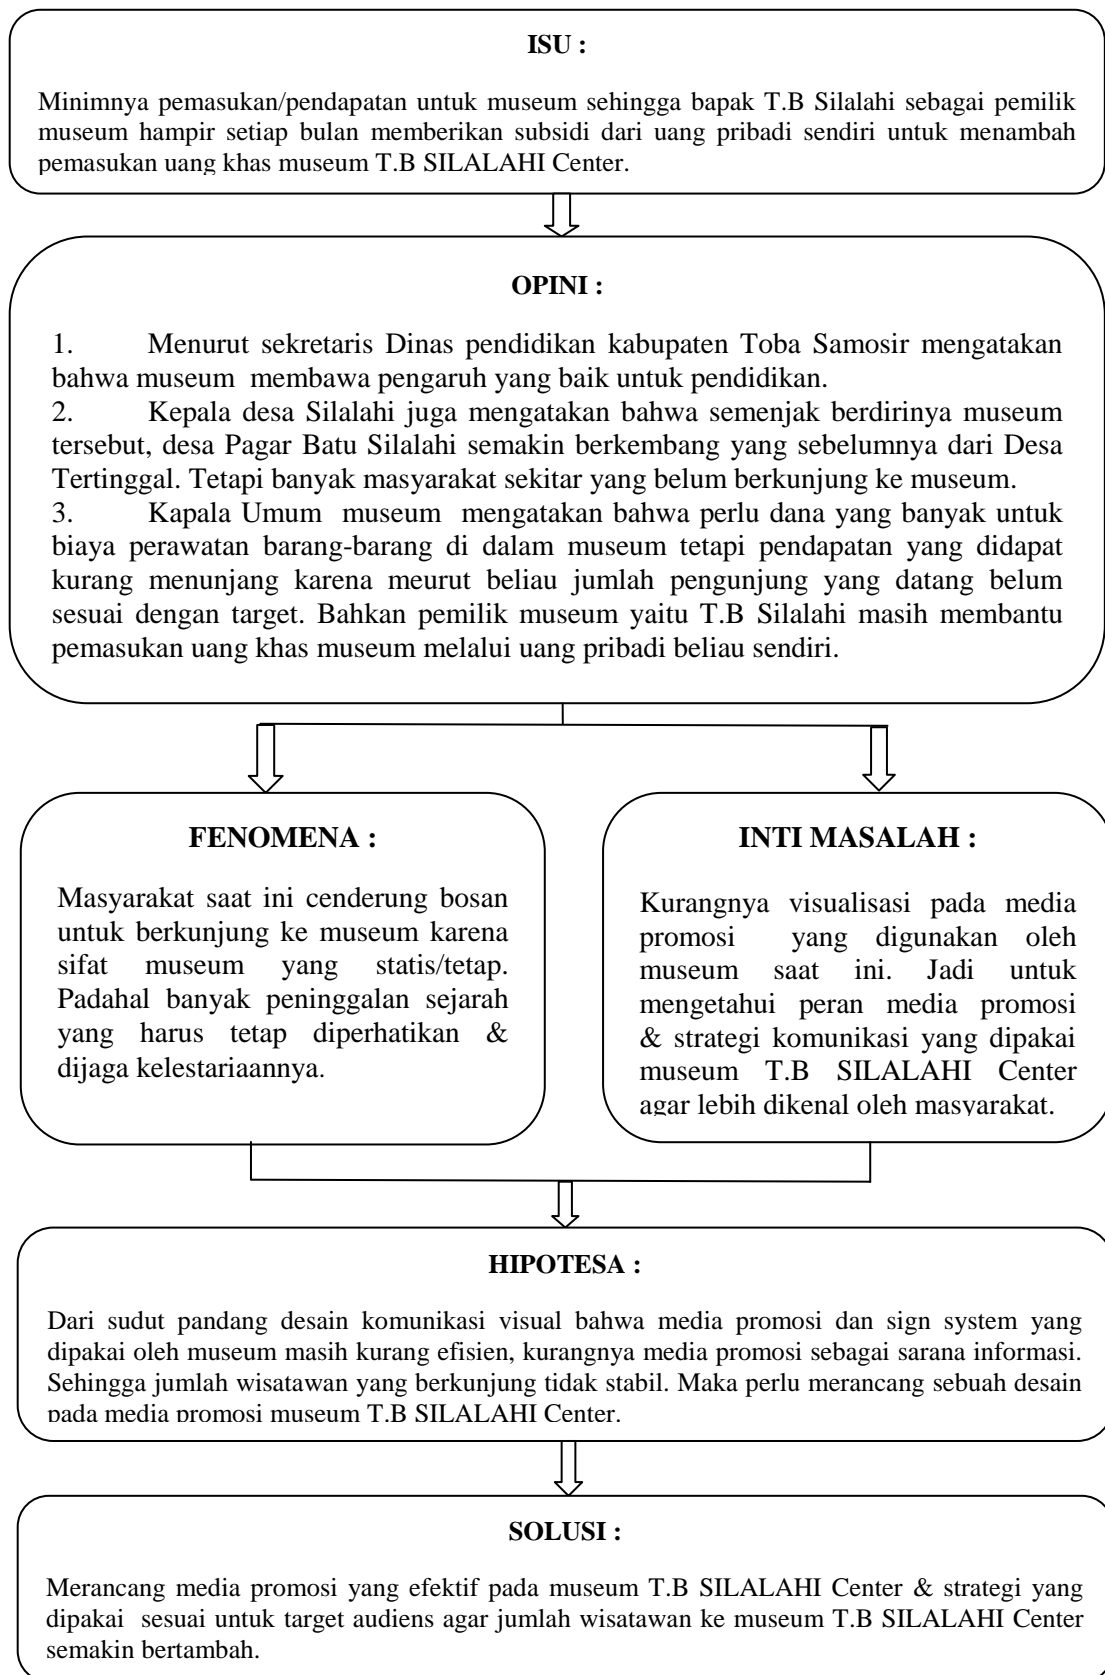 ISU :
Minimnya pemasukan/pendapatan untuk museum sehingga bapak T.B Silalahi sebagai pemilik
museum hampir setiap bulan memberikan subsidi dari uang pribadi sendiri untuk menambah
pemasukan uang khas museum T.B SILALAHI Center.
OPINI :
1. Menurut sekretaris Dinas pendidikan kabupaten Toba Samosir mengatakan
bahwa museum membawa pengaruh yang baik untuk pendidikan.
2. Kepala desa Silalahi juga mengatakan bahwa semenjak berdirinya museum
tersebut, desa Pagar Batu Silalahi semakin berkembang yang sebelumnya dari Desa
Tertinggal. Tetapi banyak masyarakat sekitar yang belum berkunjung ke museum.
3. Kapala Umum museum mengatakan bahwa perlu dana yang banyak untuk
biaya perawatan barang-barang di dalam museum tetapi pendapatan yang didapat
kurang menunjang karena meurut beliau jumlah pengunjung yang datang belum
sesuai dengan target. Bahkan pemilik museum yaitu T.B Silalahi masih membantu
pemasukan uang khas museum melalui uang pribadi beliau sendiri.
FENOMENA :
Masyarakat saat ini cenderung bosan
untuk berkunjung ke museum karena
sifat museum yang statis/tetap.
Padahal banyak peninggalan sejarah
yang harus tetap diperhatikan &
dijaga kelestariaannya.
INTI MASALAH :
Kurangnya visualisasi pada media
promosi yang digunakan oleh
museum saat ini. Jadi untuk
mengetahui peran media promosi
& strategi komunikasi yang dipakai
museum T.B SILALAHI Center
agar lebih dikenal oleh masyarakat.
HIPOTESA :
Dari sudut pandang desain komunikasi visual bahwa media promosi dan sign system yang
dipakai oleh museum masih kurang efisien, kurangnya media promosi sebagai sarana informasi.
Sehingga jumlah wisatawan yang berkunjung tidak stabil. Maka perlu merancang sebuah desain
pada media promosi museum T.B SILALAHI Center.
SOLUSI :
Merancang media promosi yang efektif pada museum T.B SILALAHI Center & strategi yang
dipakai sesuai untuk target audiens agar jumlah wisatawan ke museum T.B SILALAHI Center
semakin bertambah.